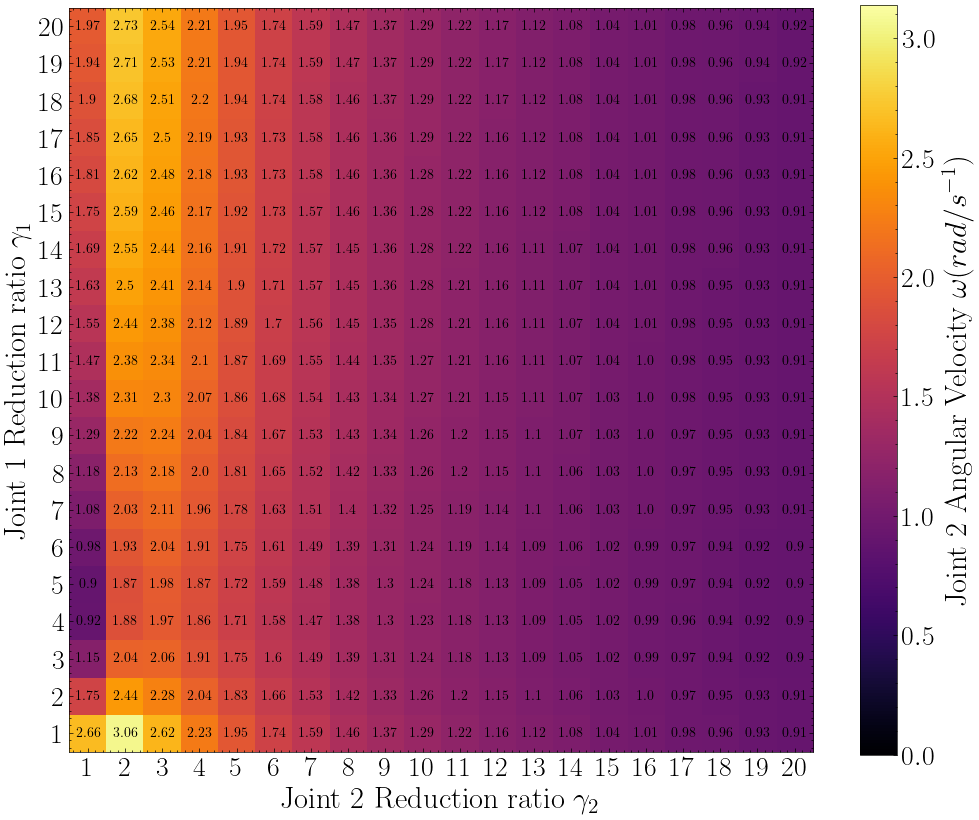 20 1.97 2.73 2.54 2.21 1.95 1.74 1.59 1.47 1.37 1.29 1.22 1.17 1.12 1.08 1.04 1.01 0.98 0.96 0.94 0.92
19 1.94 2.71 2.53 2.21 1.94 1.74 1.59 1.47 1.37 1.29 1.22 1.17 1.12 1.08 1.04 1.01 0.98 0.96 0.94 0.92
18 1.9 2.68 2.51 2.2 1.94 1.74 1.58 1.46 1.37 1.29 1.22 1.17 1.12 1.08 1.04 1.01 0.98 0.96 0.93 0.91
17 1.85 2.65 2.5 2.19 1.93 1.73 1.58 1.46 1.36 1.29 1.22 1.16 1.12 1.08 1.04 1.01 0.98 0.96 0.93 0.91
16 1.81 2.62 2.48 2.18 1.93 1.73 1.58 1.46 1.36 1.28 1.22 1.16 1.12 1.08 1.04 1.01 0.98 0.96 0.93 0.91
15 1.75 2.59 2.46 2.17 1.92 1.73 1.57 1.46 1.36 1.28 1.22 1.16 1.12 1.08 1.04 1.01 0.98 0.96 0.93 0.91
14 1.69 2.55 2.44 2.16 1.91 1.72 1.57 1.45 1.36 1.28 1.22 1.16 1.11 1.07 1.04 1.01 0.98 0.96 0.93 0.91
13 1.63 2.5 2.41 2.14 1.9 1.71 1.57 1.45 1.36 1.28 1.21 1.16 1.11 1.07 1.04 1.01 0.98 0.95 0.93 0.91
12 1.55 2.44 2.38 2.12 1.89 1.7 1.56 1.45 1.35 1.28 1.21 1.16 1.11 1.07 1.04 1.01 0.98 0.95 0.93 0.91
11 1.47 2.38 2.34 2.1 1.87 1.69 1.55 1.44 1.35 1.27 1.21 1.16 1.11 1.07 1.04 1.0 0.98 0.95 0.93 0.91
10 1.38 2.31 2.3 2.07 1.86 1.68 1.54 1.43 1.34 1.27 1.21 1.15 1.11 1.07 1.03 1.0 0.98 0.95 0.93 0.91
9 1.29 2.22 2.24 2.04 1.84 1.67 1.53 1.43 1.34 1.26 1.2 1.15 1.1 1.07 1.03 1.0 0.97 0.95 0.93 0.91
8 1.18 2.13 2.18 2.0 1.81 1.65 1.52 1.42 1.33 1.26 1.2 1.15 1.1 1.06 1.03 1.0 0.97 0.95 0.93 0.91
7 1.08 2.03 2.11 1.96 1.78 1.63 1.51 1.4 1.32 1.25 1.19 1.14 1.1 1.06 1.03 1.0 0.97 0.95 0.93 0.91
6 0.98 1.93 2.04 1.91 1.75 1.61 1.49 1.39 1.31 1.24 1.19 1.14 1.09 1.06 1.02 0.99 0.97 0.94 0.92 0.9
5 0.9 1.87 1.98 1.87 1.72 1.59 1.48 1.38 1.3 1.24 1.18 1.13 1.09 1.05 1.02 0.99 0.97 0.94 0.92 0.9
4 0.92 1.88 1.97 1.86 1.71 1.58 1.47 1.38 1.3 1.23 1.18 1.13 1.09 1.05 1.02 0.99 0.96 0.94 0.92 0.9
3 1.15 2.04 2.06 1.91 1.75 1.6 1.49 1.39 1.31 1.24 1.18 1.13 1.09 1.05 1.02 0.99 0.97 0.94 0.92 0.9
2 1.75 2.44 2.28 2.04 1.83 1.66 1.53 1.42 1.33 1.26 1.2 1.15 1.1 1.06 1.03 1.0 0.97 0.95 0.93 0.91
1 2.66 3.06 2.62 2.23 1.95 1.74 1.59 1.46 1.37 1.29 1.22 1.16 1.12 1.08 1.04 1.01 0.98 0.96 0.93 0.91
1 2 3 4 5 6 7 8 9 10 11 12 13 14 15 16 17 18 19 20
Joint 2 Reduction ratio γ₂
Joint 1 Reduction ratio γ₁
3.0
2.5
2.0
1.5
1.0
0.5
0.0
Joint 2 Angular Velocity ω(rad/s⁻¹)